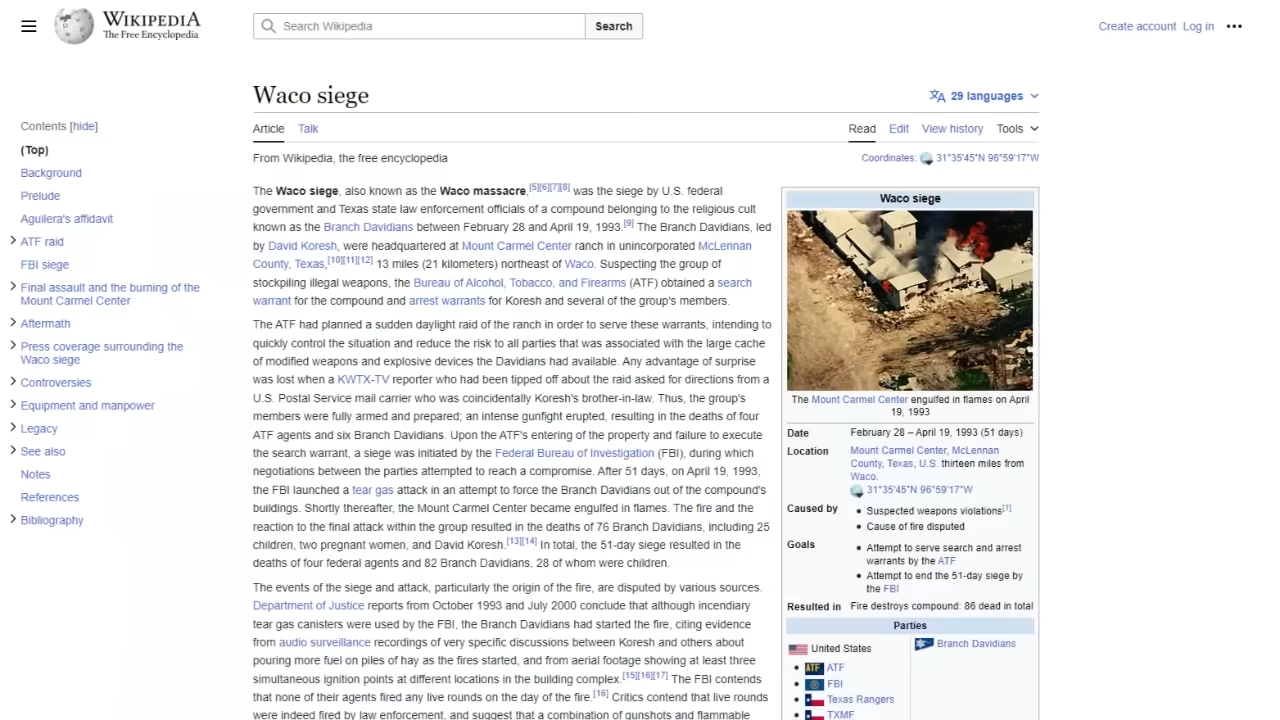 WIKIPEDIA
The Free Encyclopedia
Search Wikipedia
Search
Create account Log in
Waco siege
29 languages
Contents [hide]
(Top)
Background
Prelude
Aguilera's affidavit
ATF raid
FBI siege
Final assault and the burning of the
Mount Carmel Center
Aftermath
Press coverage surrounding the
Waco siege
Controversies
Equipment and manpower
Legacy
See also
Notes
References
Bibliography
Article Talk
Read Edit View history Tools
From Wikipedia, the free encyclopedia
Coordinates: 31°35′45″N 96°59′17″W
The Waco siege, also known as the Waco massacre,[5][6][7][8] was the siege by U.S. federal
government and Texas state law enforcement officials of a compound belonging to the religious cult
known as the Branch Davidians between February 28 and April 19, 1993.[9] The Branch Davidians, led
by David Koresh, were headquartered at Mount Carmel Center ranch in unincorporated McLennan
County, Texas,[10][11][12] 13 miles (21 kilometers) northeast of Waco. Suspecting the group of
stockpiling illegal weapons, the Bureau of Alcohol, Tobacco, and Firearms (ATF) obtained a search
warrant for the compound and arrest warrants for Koresh and several of the group's members.
The ATF had planned a sudden daylight raid of the ranch in order to serve these warrants, intending to
quickly control the situation and reduce the risk to all parties that was associated with the large cache
of modified weapons and explosive devices the Davidians had available. Any advantage of surprise
was lost when a KWTX-TV reporter who had been tipped off about the raid asked for directions from a
U.S. Postal Service mail carrier who was coincidentally Koresh's brother-in-law. Thus, the group's
members were fully armed and prepared; an intense gunfight erupted, resulting in the deaths of four
ATF agents and six Branch Davidians. Upon the ATF's entering of the property and failure to execute
the search warrant, a siege was initiated by the Federal Bureau of Investigation (FBI), during which
negotiations between the parties attempted to reach a compromise. After 51 days, on April 19, 1993,
the FBI launched a tear gas attack in an attempt to force the Branch Davidians out of the compound's
buildings. Shortly thereafter, the Mount Carmel Center became engulfed in flames. The fire and the
reaction to the final attack within the group resulted in the deaths of 76 Branch Davidians, including 25
children, two pregnant women, and David Koresh.[13][14] In total, the 51-day siege resulted in the
deaths of four federal agents and 82 Branch Davidians, 28 of whom were children.
The events of the siege and attack, particularly the origin of the fire, are disputed by various sources.
Department of Justice reports from October 1993 and July 2000 conclude that although incendiary
tear gas canisters were used by the FBI, the Branch Davidians had started the fire, citing evidence
from audio surveillance recordings of very specific discussions between Koresh and others about
pouring more fuel on piles of hay as the fires started, and from aerial footage showing at least three
simultaneous ignition points at different locations in the building complex.[15][16][17] The FBI contends
that none of their agents fired any live rounds on the day of the fire.[16] Critics contend that live rounds
were indeed fired by law enforcement, and suggest that a combination of gunshots and flammable
Waco siege
The Mount Carmel Center engulfed in flames on April
19, 1993
Date February 28 – April 19, 1993 (51 days)
Location Mount Carmel Center, McLennan
County, Texas, U.S. thirteen miles from
Waco.
31°35′45″N 96°59′17″W
Caused by • Suspected weapons violations[1]
• Cause of fire disputed
Goals • Attempt to serve search and arrest
warrants by the ATF
• Attempt to end the 51-day siege by
the FBI
Resulted in Fire destroys compound: 86 dead in total
Parties
United States Branch Davidians
• ATF ATF
• FBI
• Texas Rangers
• TXMF